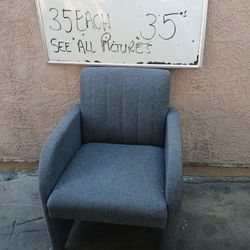 35 EACH 35"
SEE ALL PICTURES